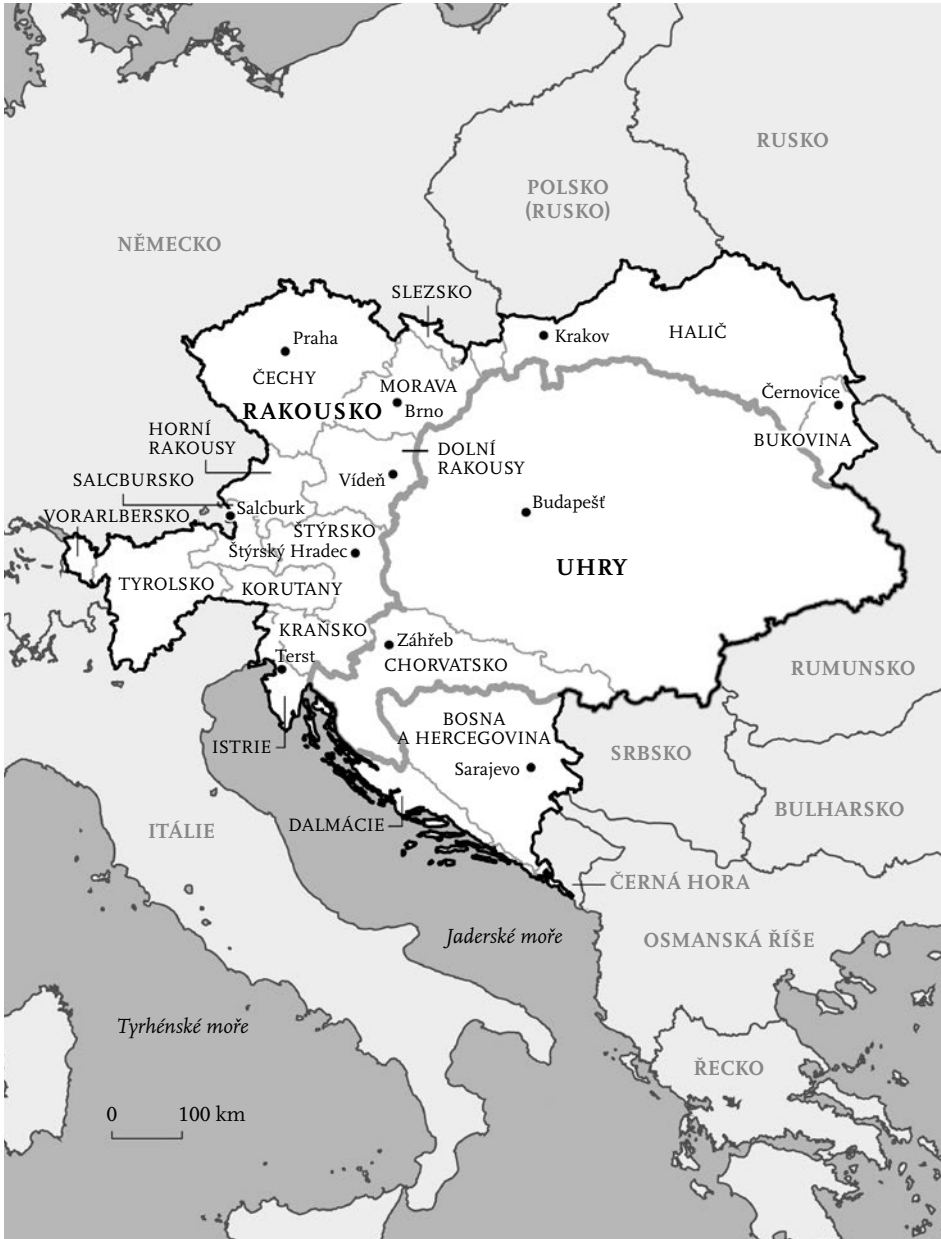 RUSKO
POLSKO
(RUSKO)
NĚMECKO
SLEZSKO
Praha
Krakov
HALIČ
ČECHY
MORAVA
Černovice
RAKOUSKO
Brno
HORNÍ
RAKOUSY
DOLNÍ
RAKOUSY
BUKOVINA
SALCBURSKO
Vídeň
VORARLBERSKO
Salcburk
Budapešť
ŠTÝRSKO
Štýrský Hradec
UHRY
TYROLSKO
KORUTANY
KRAŇSKO
Záhřeb
Terst
CHORVATSKO
RUMUNSKO
BOSNA
A HERCEGOVINA
ISTRIE
SRBSKO
Sarajevo
BULHARSKO
ITÁLIE
DALMÁCIE
ČERNÁ HORA
Jaderské moře
OSMANSKÁ ŘÍŠE
Tyrhénské moře
ŘECKO
0 100 km